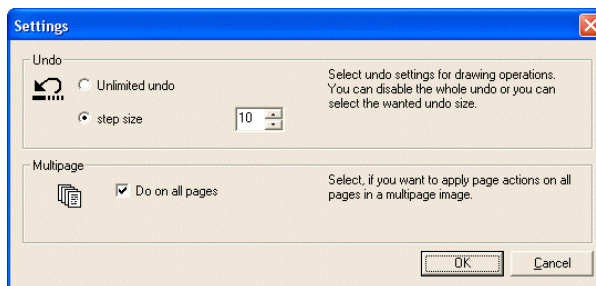 Settings
Undo
Unlimited undo
step size
10
Select undo settings for drawing operations.
You can disable the whole undo or you can
select the wanted undo size.
Multipage
Do on all pages
Select, if you want to apply page actions on all
pages in a multipage image.
OK
Cancel